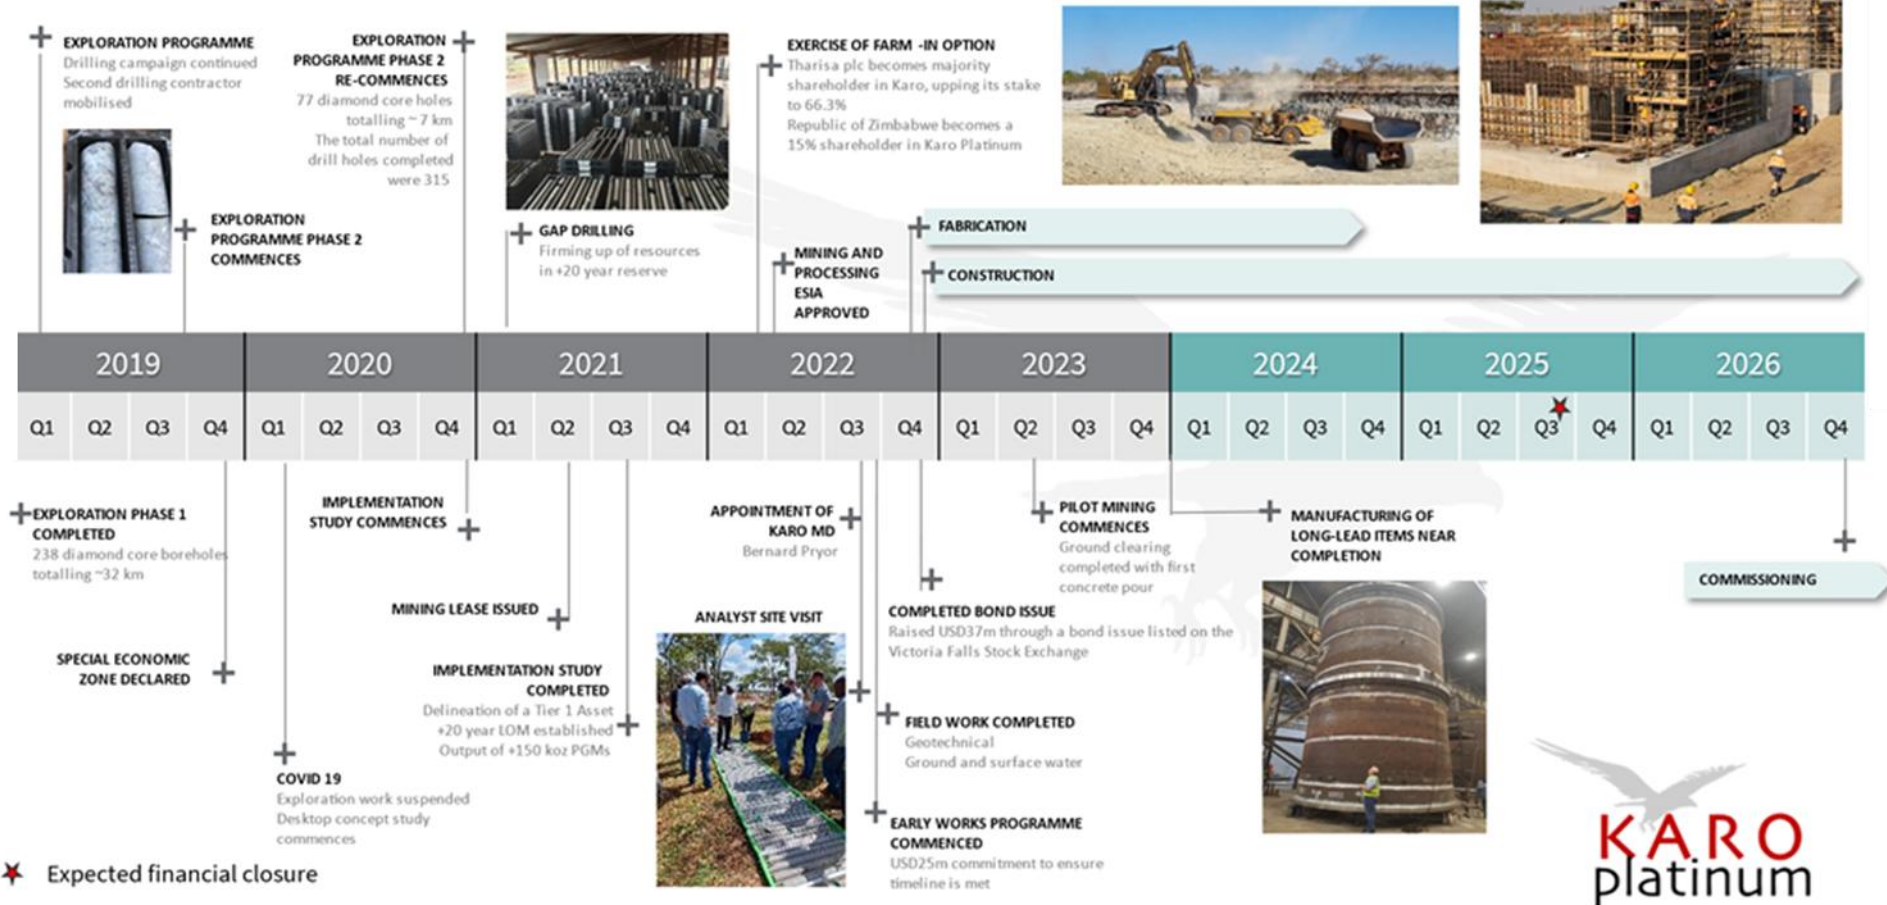 EXPLORATION PROGRAMME
Drilling campaign continued
Second drilling contractor
mobilised
EXPLORATION
PROGRAMME PHASE 2
COMMENCES
EXPLORATION
PROGRAMME PHASE 2
RE-COMMENCES
77 diamond core holes
totalling ~ 7 km
The total number of
drill holes completed
were 315
GAP DRILLING
Firming up of resources
in +20 year reserve
EXERCISE OF FARM -IN OPTION
Tharisa plc becomes majority
shareholder in Karo, upping its stake
to 66.3%
Republic of Zimbabwe becomes a
15% shareholder in Karo Platinum
MINING AND
PROCESSING
ESIA
APPROVED
FABRICATION
CONSTRUCTION
2019 2020 2021 2022 2023 2024 2025 2026
Q1 Q2 Q3 Q4 Q1 Q2 Q3 Q4 Q1 Q2 Q3 Q4 Q1 Q2 Q3 Q4 Q1 Q2 Q3 Q4 Q1 Q2 Q3 Q4 Q1 Q2 Q3 Q4 Q1 Q2 Q3 Q4
EXPLORATION PHASE 1
COMPLETED
238 diamond core boreholes
totalling ~32 km
SPECIAL ECONOMIC
ZONE DECLARED
COVID 19
Exploration work suspended
Desktop concept study
commences
IMPLEMENTATION
STUDY COMMENCES
MINING LEASE ISSUED
IMPLEMENTATION STUDY
COMPLETED
Delineation of a Tier 1 Asset
+20 year LOM established
Output of +150 koz PGMs
APPOINTMENT OF
KARO MD
Bernard Pryor
ANALYST SITE VISIT
COMPLETED BOND ISSUE
Raised USD37m through a bond issue listed on the
Victoria Falls Stock Exchange
FIELD WORK COMPLETED
Geotechnical
Ground and surface water
EARLY WORKS PROGRAMME
COMMENCED
USD25m commitment to ensure
timeline is met
PILOT MINING
COMMENCES
Ground clearing
completed with first
concrete pour
MANUFACTURING OF
LONG-LEAD ITEMS NEAR
COMPLETION
COMMISSIONING
Expected financial closure
KARO
platinum